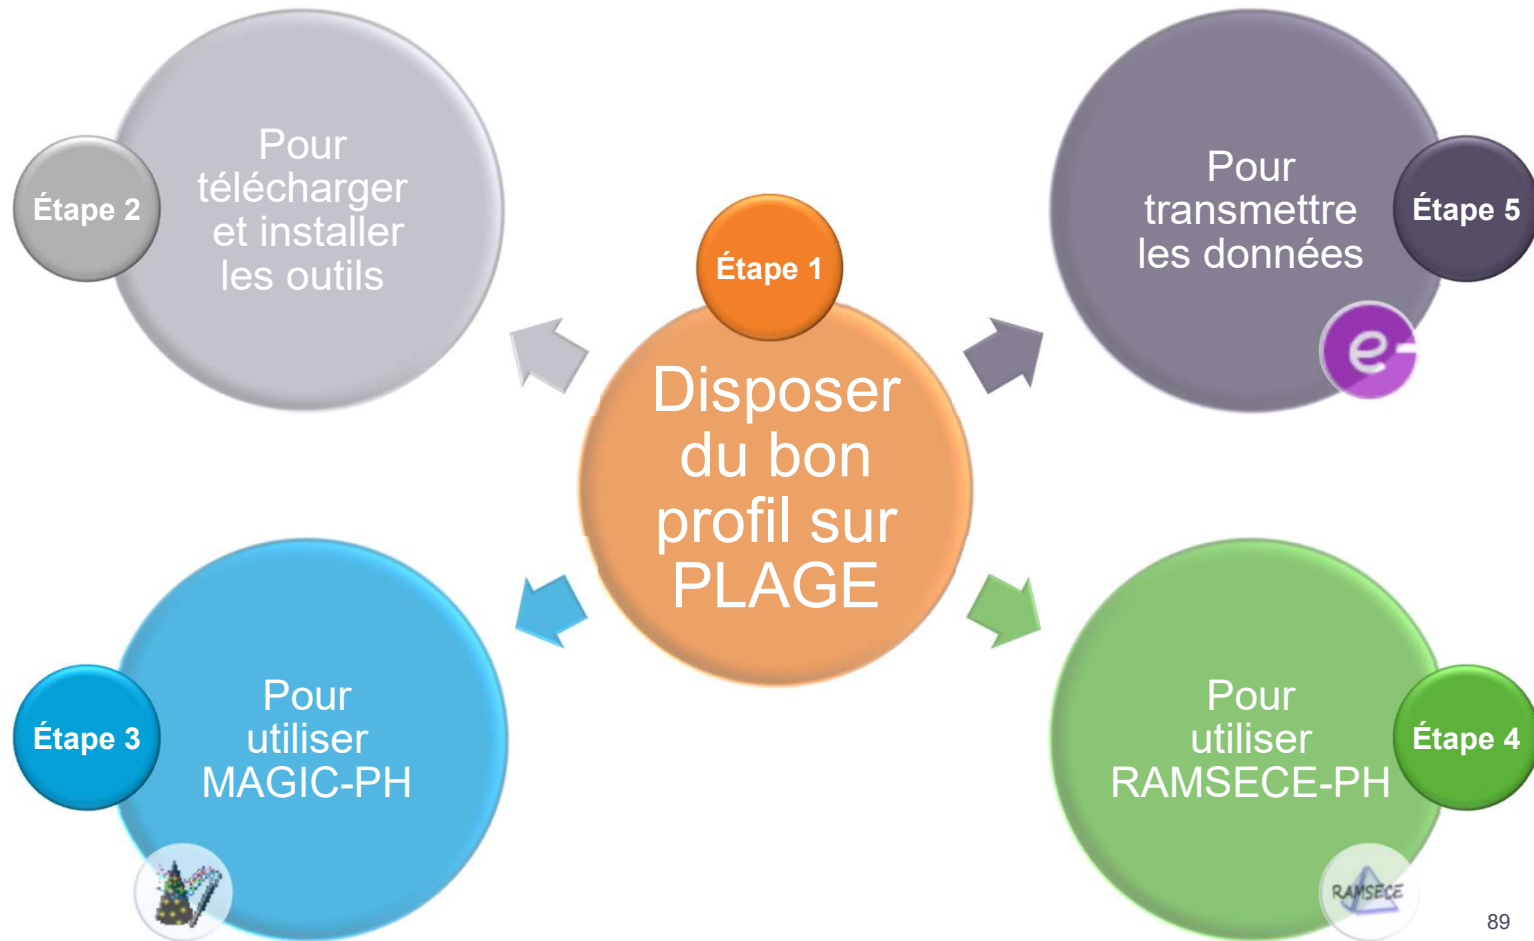 Étape 1
Disposer
du bon
profil sur
PLAGE
Étape 2
Pour
télécharger
et installer
les outils
Étape 3
Pour
utiliser
MAGIC-PH
Étape 4
Pour
utiliser
RAMSECE-PH
RAMSECE
Étape 5
Pour
transmettre
les données
e-
89